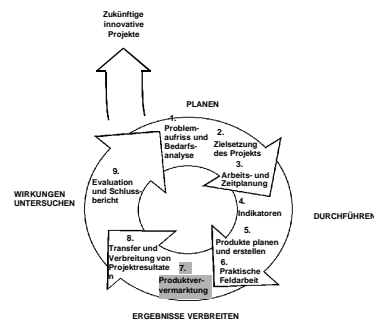 Zukünftige
innovative
Projekte
PLANEN
1.
Problem-
aufriss und
Bedarfs-
analyse
2.
Zielsetzung
des Projekts
3.
Arbeits- und
Zeitplanung
4.
Indikatoren
5.
Produkte planen
und erstellen
6.
Praktische
Feldarbeit
7.
Produktver-
vermarktung
8.
Transfer und
Verbreitung von
Projektresultate
n
9.
Evaluation
und Schluss-
bericht
WIRKUNGEN
UNTERSUCHEN
DURCHFÜHREN
ERGEBNISSE VERBREITEN